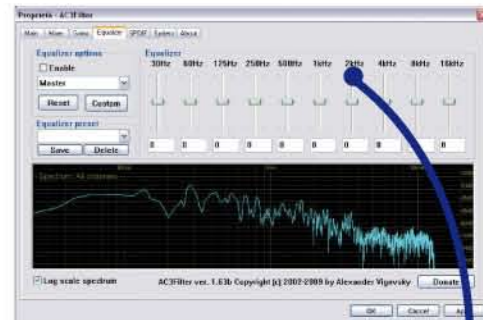 Proprietà - AC3Filter
Main Mixer Gains Equalizer SPDIF System About
Equalizer options
Enable
Master
Reset Custom
Equalizer preset
Save Delete
Equalizer
30Hz 60Hz 125Hz 250Hz 500Hz 1kHz 2kHz 4kHz 8kHz 16kHz
0 0 0 0 0 0 0 0 0 0
Spectrum: All channels
Log scale spectrum
AC3Filter ver. 1.63b Copyright (c) 2002-2009 by Alexander Vigovsky
Donate
OK Cancel